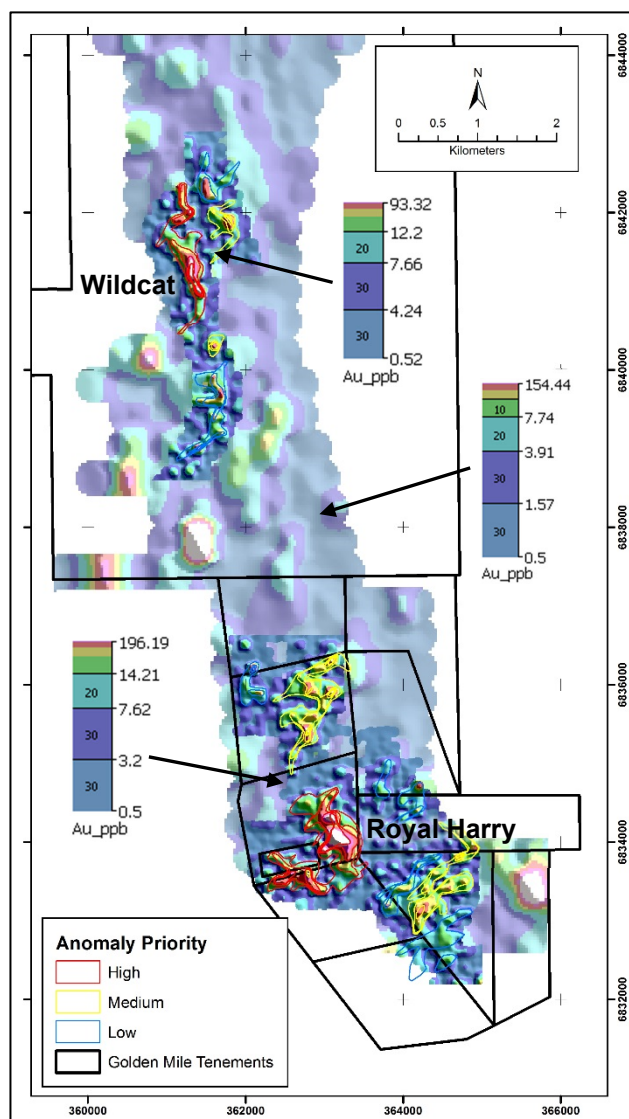 N
0 0.5 1 2
Kilometers
6844000
93.32
12.2
20
7.66
30
4.24
30
0.52
Au_ppb
6842000
Wildcat
6840000
154.44
10
7.74
20
3.91
30
1.57
30
0.5
Au_ppb
6838000
196.19
14.21
20
7.62
30
3.2
30
0.5
Au_ppb
6836000
Royal Harry
6834000
Anomaly Priority
High
Medium
Low
Golden Mile Tenements
6832000
360000 362000 364000 366000